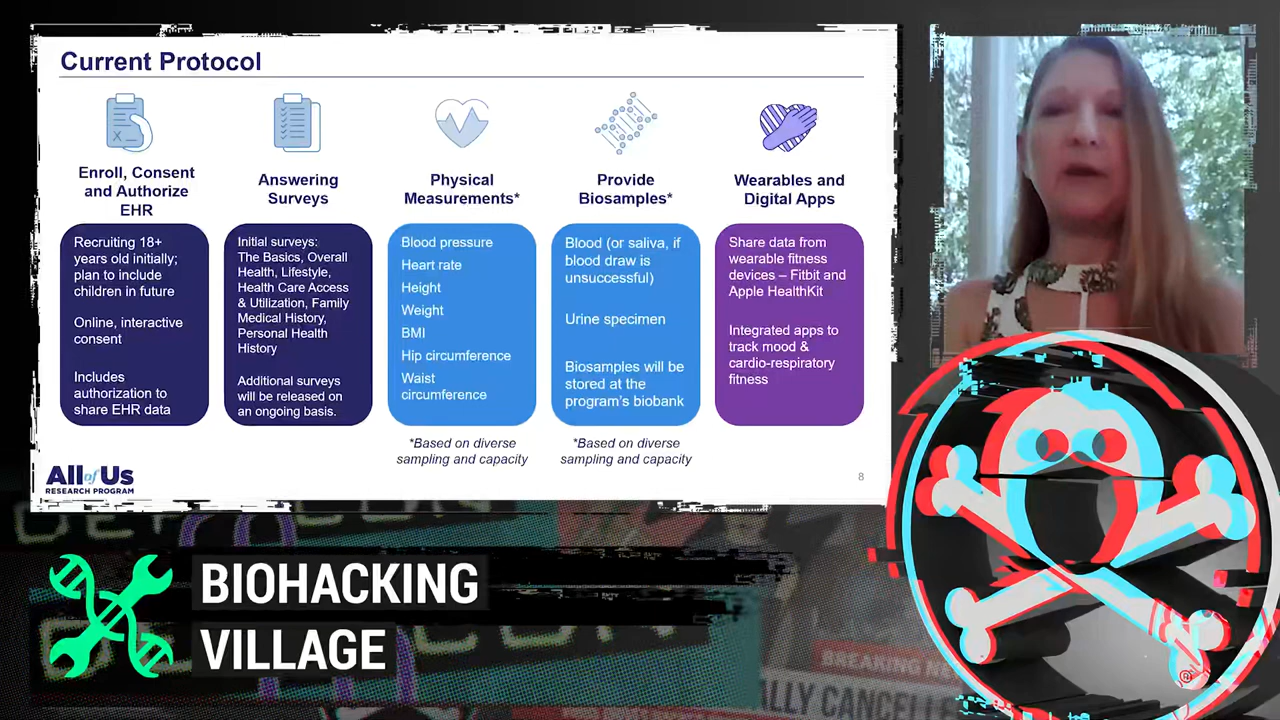 Current Protocol
Enroll, Consent
and Authorize
EHR
Recruiting 18+
years old initially;
plan to include
children in future
Online, interactive
consent
Includes
authorization to
share EHR data
Answering
Surveys
Initial surveys:
The Basics, Overall
Health, Lifestyle,
Health Care Access
& Utilization, Family
Medical History,
Personal Health
History
Additional surveys
will be released on
an ongoing basis.
Physical
Measurements*
Blood pressure
Heart rate
Height
Weight
BMI
Hip circumference
Waist
circumference
*Based on diverse
sampling and capacity
Provide
Biosamples*
Blood (or saliva, if
blood draw is
unsuccessful)
Urine specimen
Biosamples will be
stored at the
program's biobank
*Based on diverse
sampling and capacity
Wearables and
Digital Apps
Share data from
wearable fitness
devices – Fitbit and
Apple HealthKit
Integrated apps to
track mood &
cardio-respiratory
fitness
All of Us
RESEARCH PROGRAM
8
BIOHACKING
VILLAGE
BREAKING